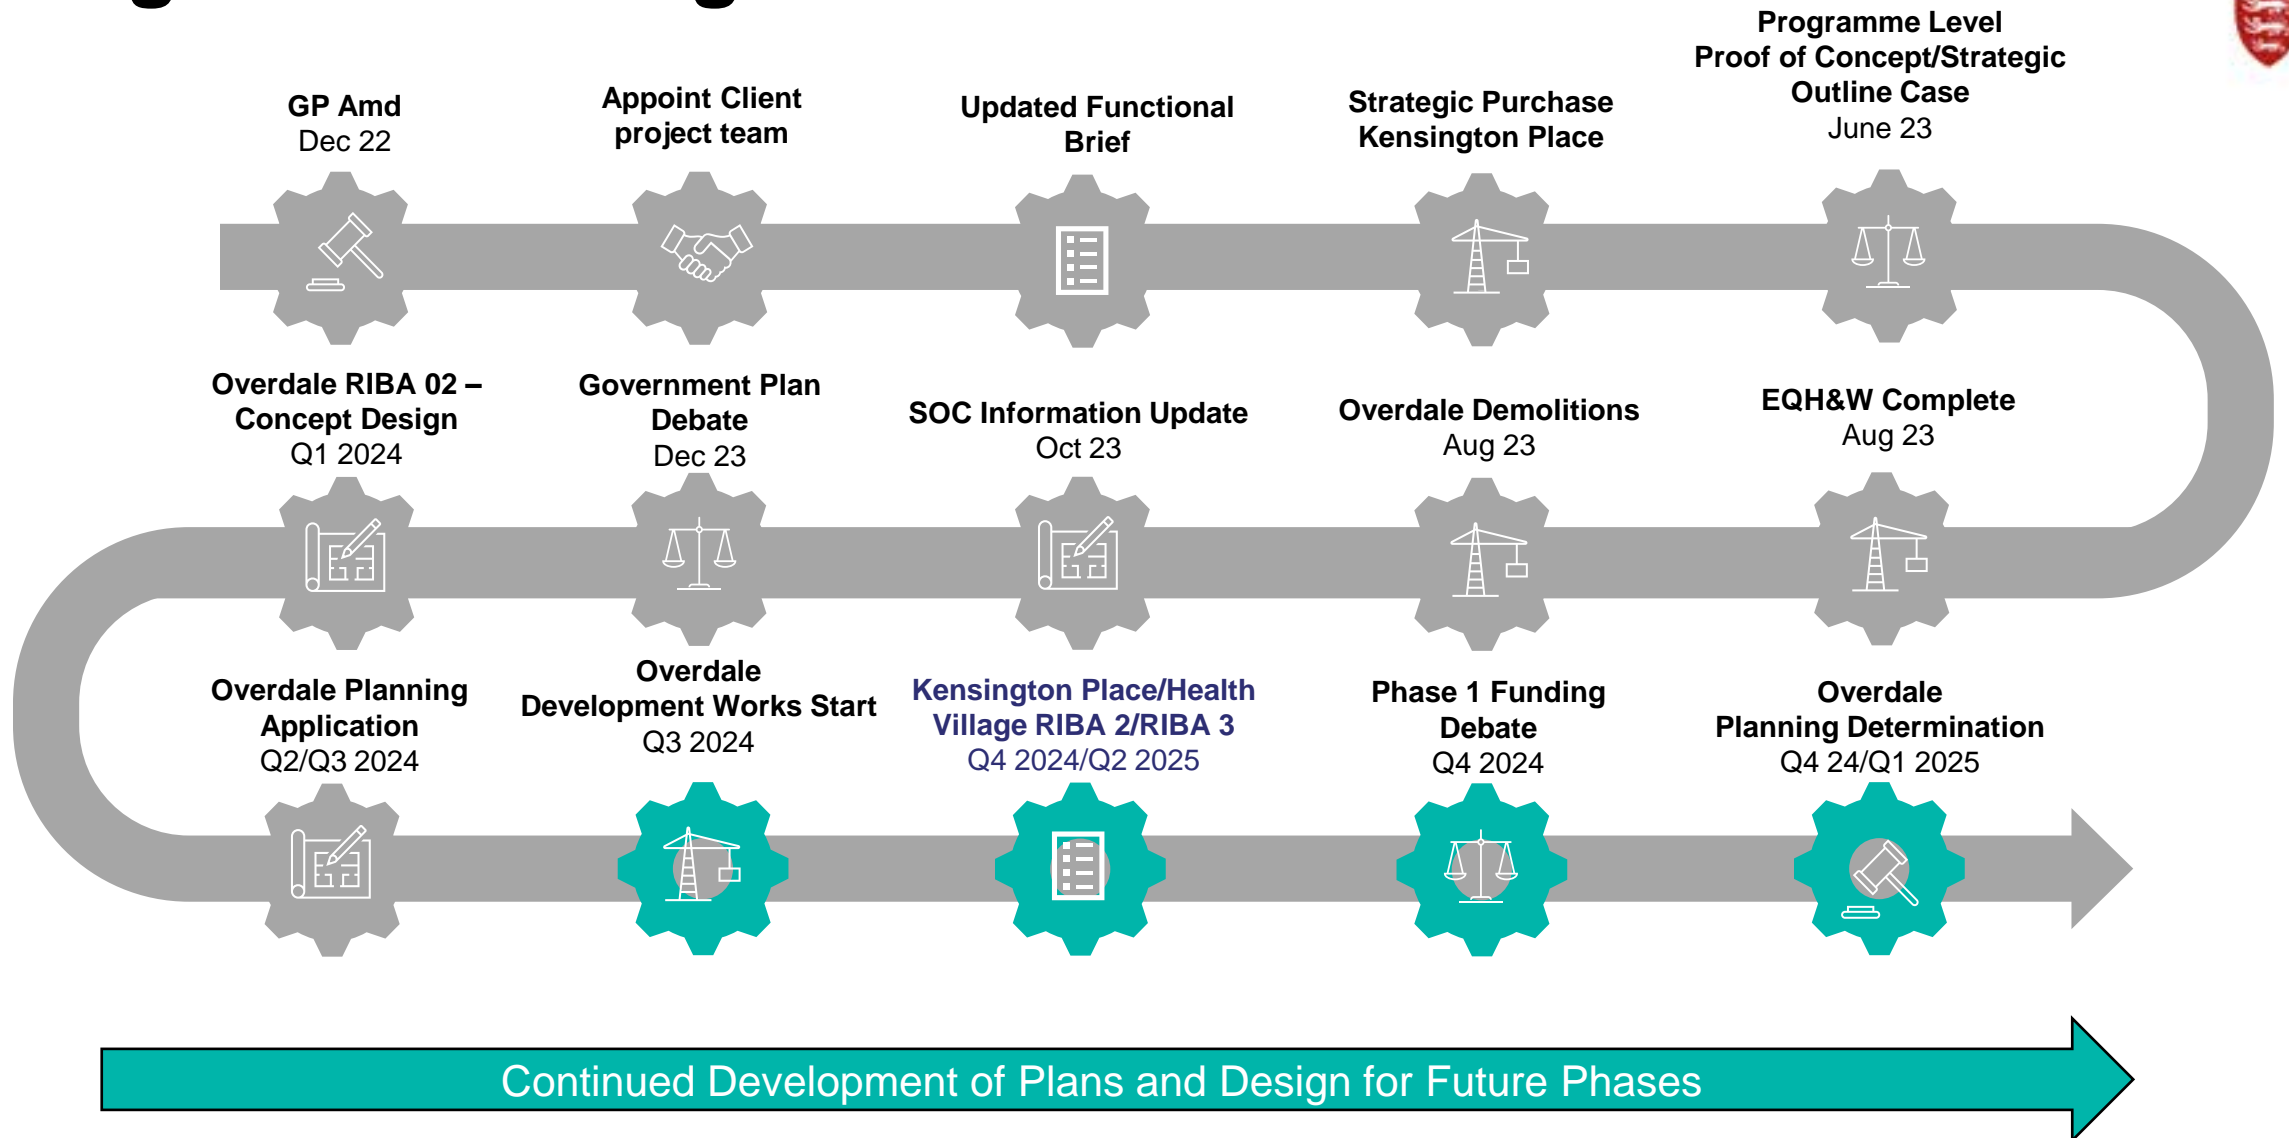 GP Amd
Dec 22
Appoint Client
project team
Updated Functional
Brief
Strategic Purchase
Kensington Place
Programme Level
Proof of Concept/Strategic
Outline Case
June 23
Overdale RIBA 02 –
Concept Design
Q1 2024
Government Plan
Debate
Dec 23
SOC Information Update
Oct 23
Overdale Demolitions
Aug 23
EQH&W Complete
Aug 23
Overdale Planning
Application
Q2/Q3 2024
Overdale
Development Works Start
Q3 2024
Kensington Place/Health
Village RIBA 2/RIBA 3
Q4 2024/Q2 2025
Phase 1 Funding
Debate
Q4 2024
Overdale
Planning Determination
Q4 24/Q1 2025
Continued Development of Plans and Design for Future Phases